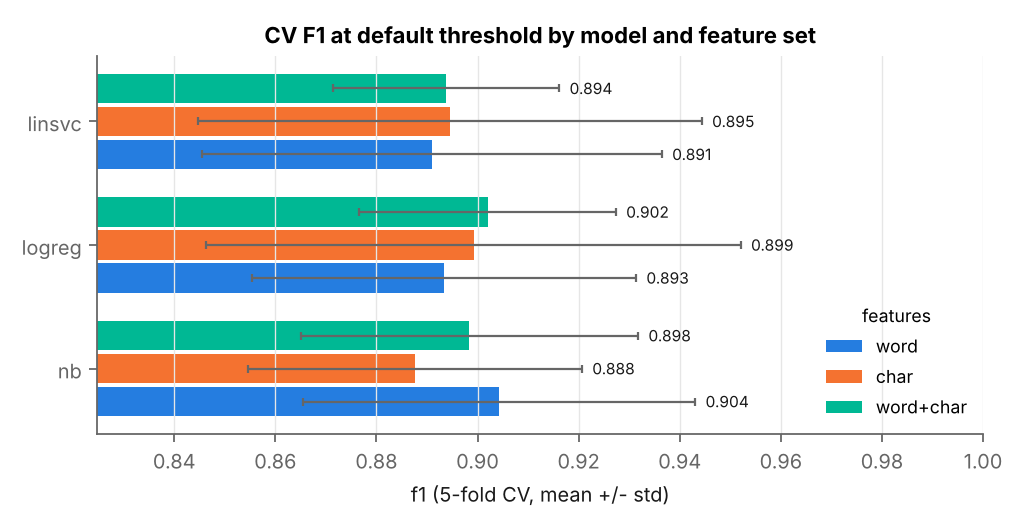 CV F1 at default threshold by model and feature set
linsvc
0.894
0.895
0.891
logreg
0.902
0.899
0.893
nb
0.898
0.888
0.904
features
word
char
word+char
0.84 0.86 0.88 0.90 0.92 0.94 0.96 0.98 1.00
f1 (5-fold CV, mean +/- std)